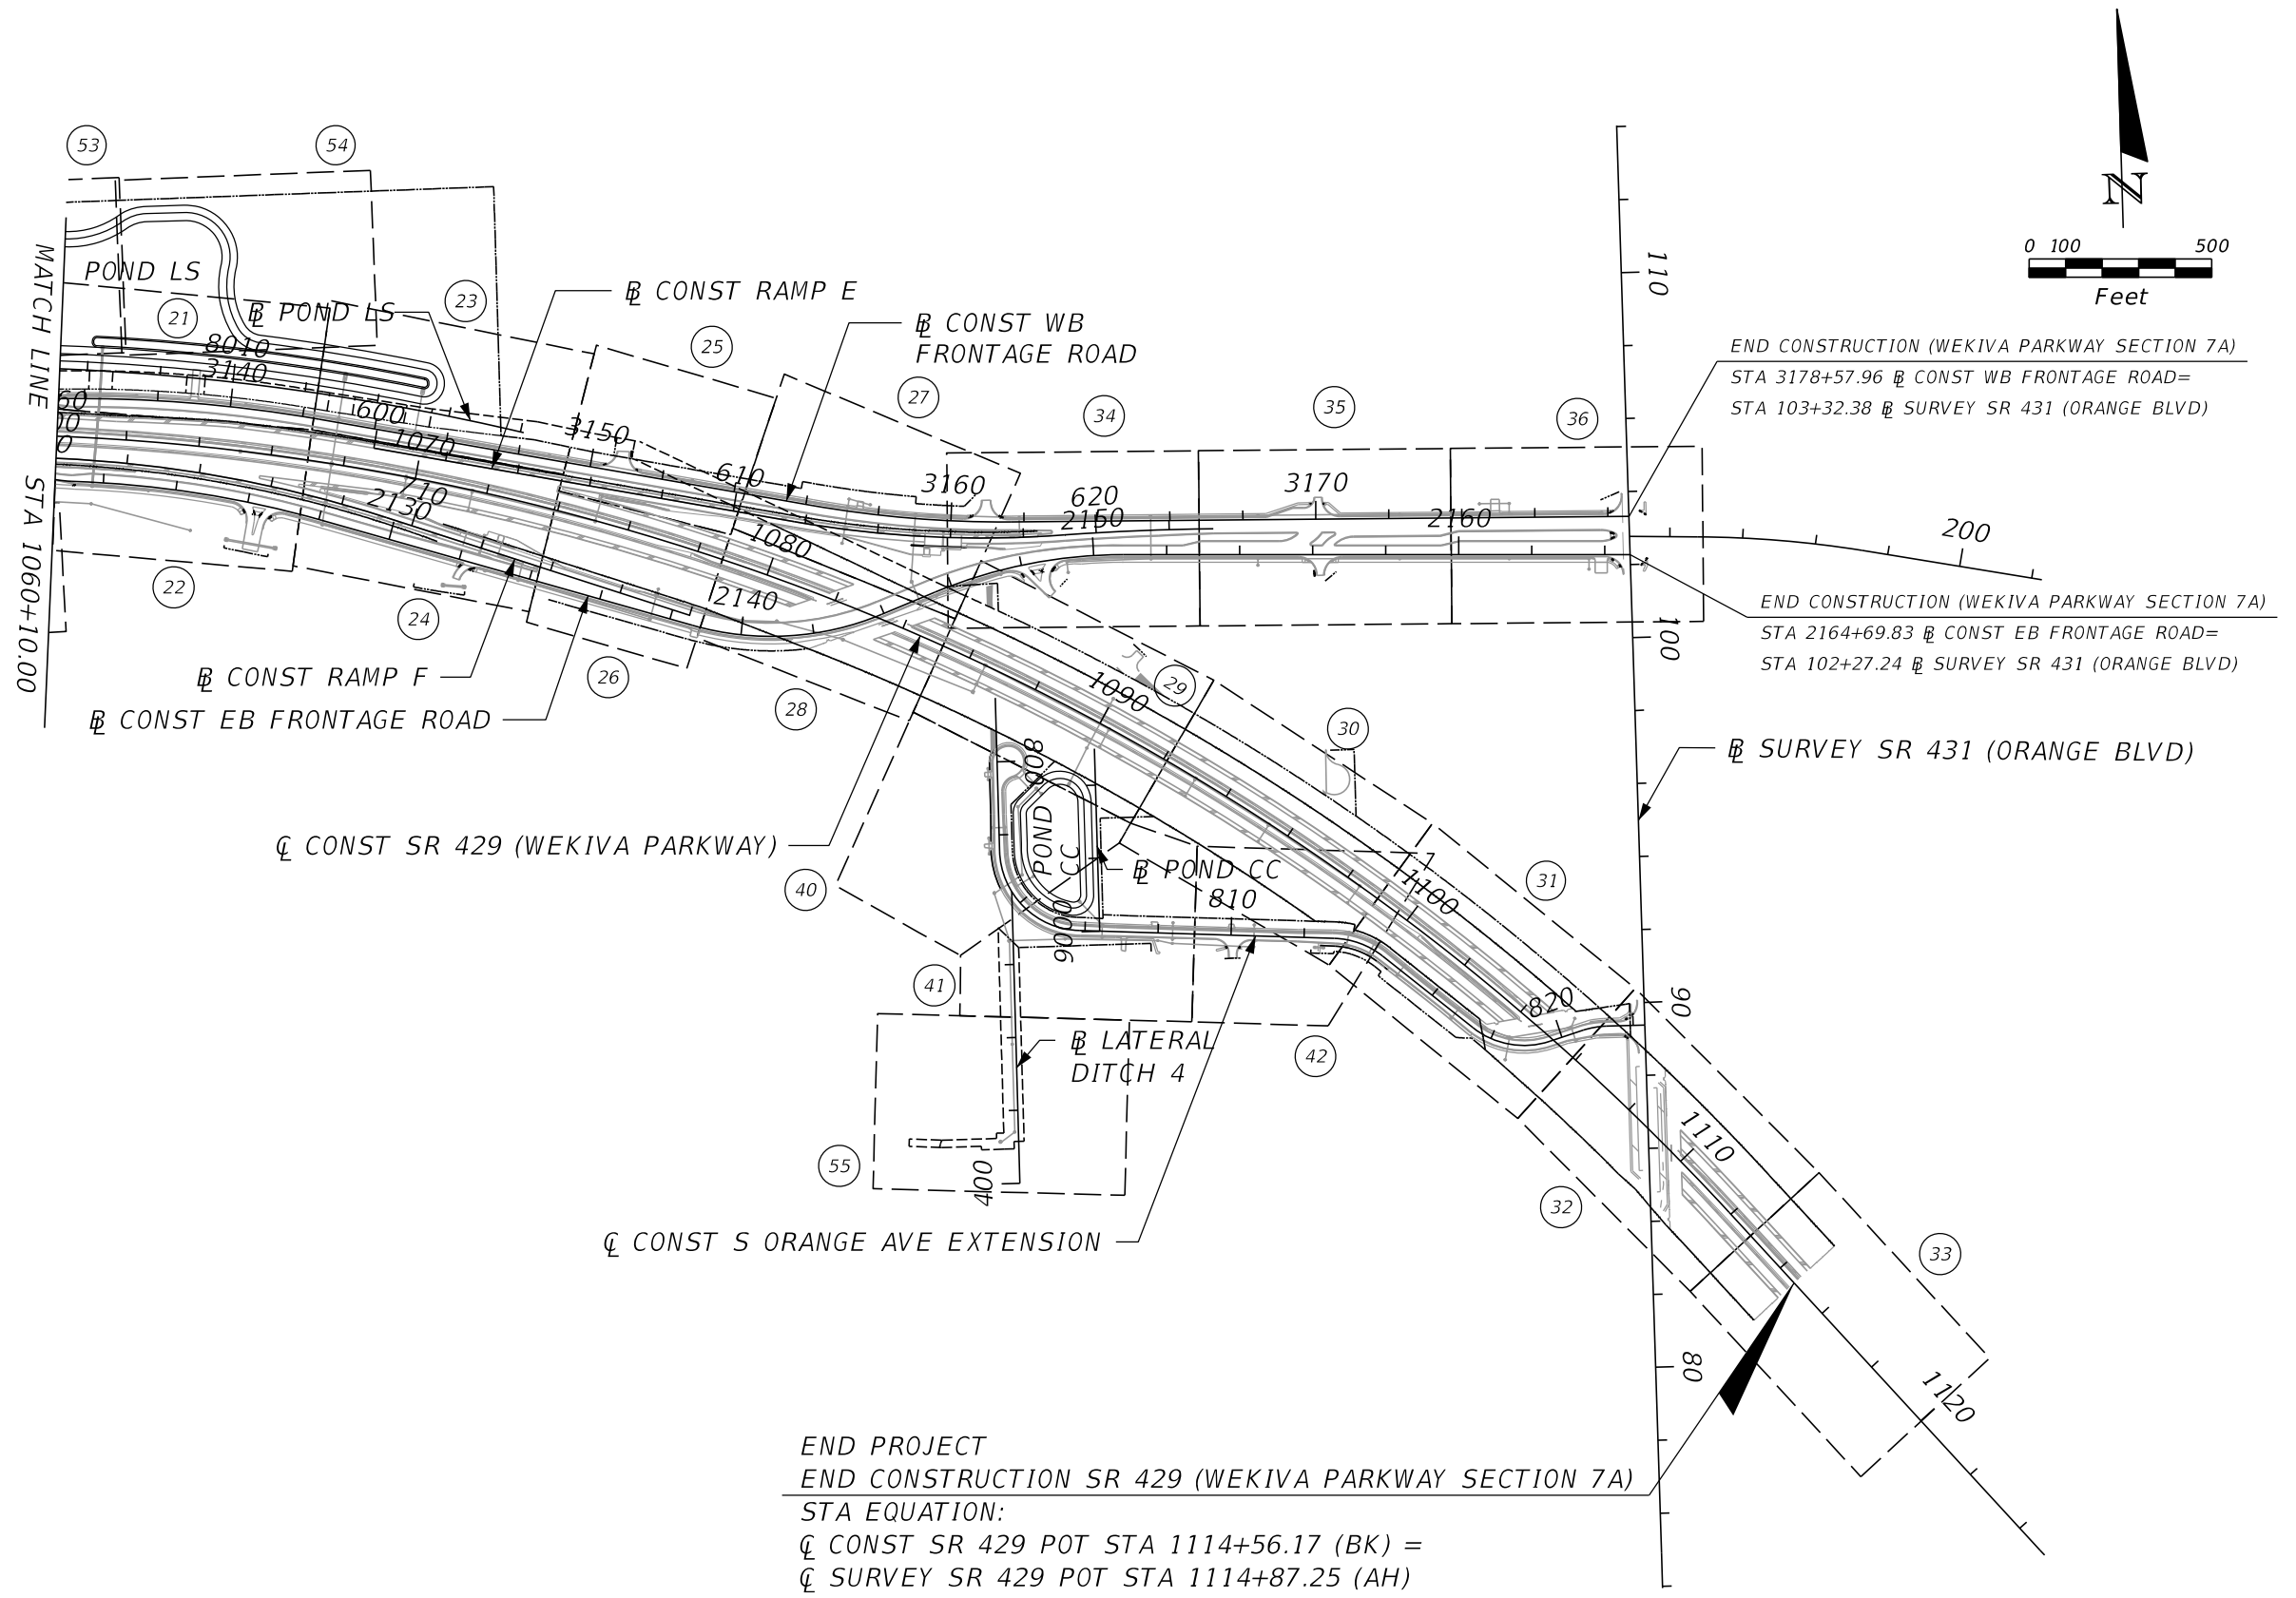 53
54
N
0 100 500
Feet
MATCH LINE STA 1060+10.00
POND LS
21
℄ POND LS
23
℄ CONST RAMP E
25
℄ CONST WB
FRONTAGE ROAD
27
34
35
36
110
END CONSTRUCTION (WEKIVA PARKWAY SECTION 7A)
STA 3178+57.96 ℄ CONST WB FRONTAGE ROAD=
STA 103+32.38 ℄ SURVEY SR 431 (ORANGE BLVD)
8010
3140
600
1070
3150
710
2130
610
3160
620
2150
3170
2160
200
1080
2140
22
24
26
28
END CONSTRUCTION (WEKIVA PARKWAY SECTION 7A)
STA 2164+69.83 ℄ CONST EB FRONTAGE ROAD=
STA 102+27.24 ℄ SURVEY SR 431 (ORANGE BLVD)
100
℄ CONST RAMP F
℄ CONST EB FRONTAGE ROAD
1090
29
30
℄ SURVEY SR 431 (ORANGE BLVD)
8000
POND
CC
℄ CONST SR 429 (WEKIVA PARKWAY)
℄ POND CC
40
810
1100
31
9000
41
42
820
90
℄ LATERAL
DITCH 4
55
400
1110
32
33
℄ CONST S ORANGE AVE EXTENSION
80
1120
END PROJECT
END CONSTRUCTION SR 429 (WEKIVA PARKWAY SECTION 7A)
STA EQUATION:
℄ CONST SR 429 POT STA 1114+56.17 (BK) =
℄ SURVEY SR 429 POT STA 1114+87.25 (AH)